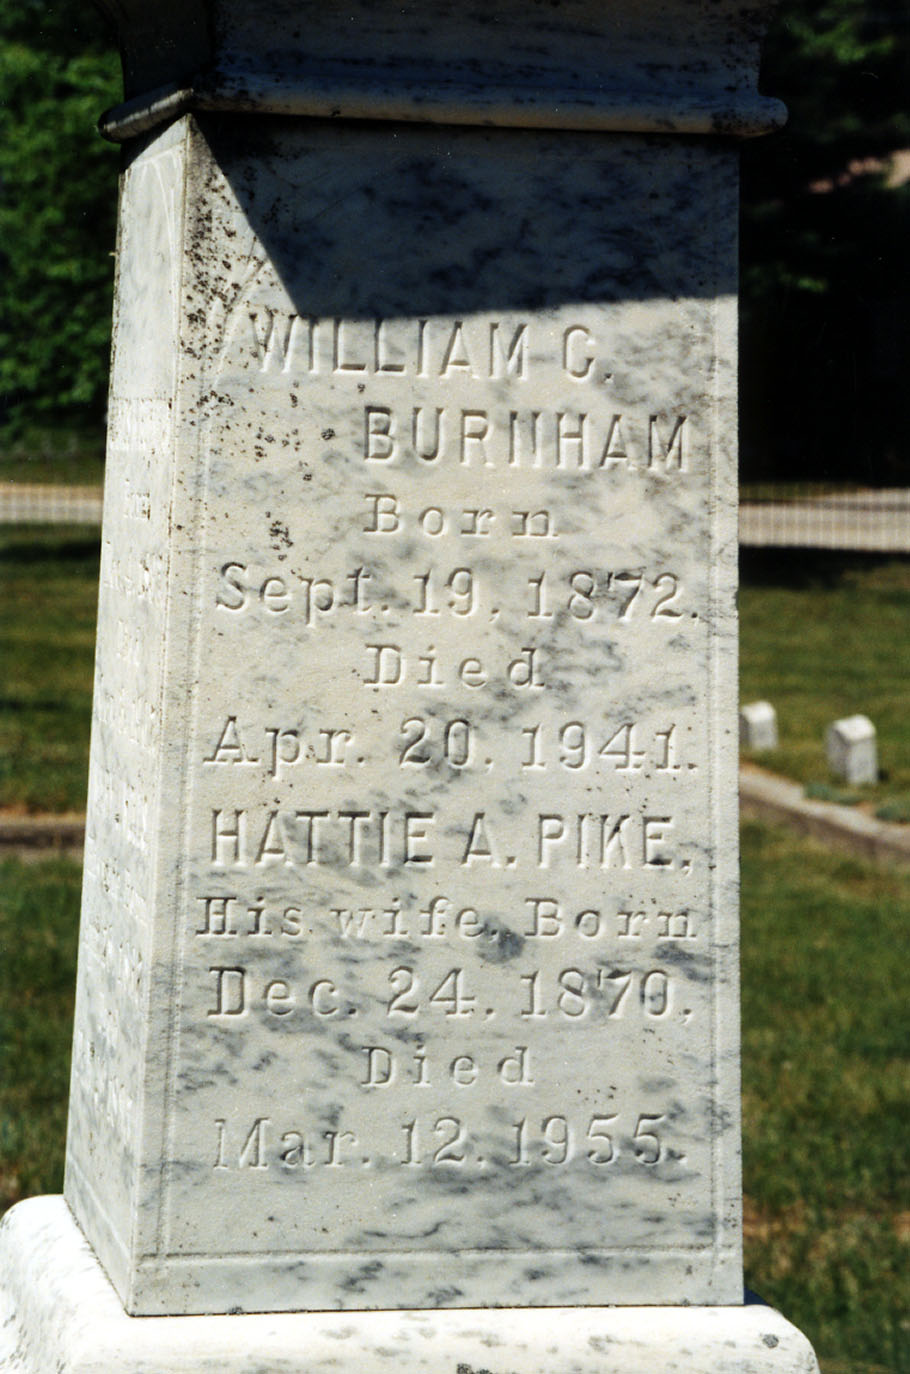 WILLIAM C.
BURNHAM
Born
Sept. 19, 1872.
Died
Apr. 20, 1941.
HATTIE A. PIKE,
His wife, Born
Dec. 24, 1870,
Died
Mar. 12, 1955.